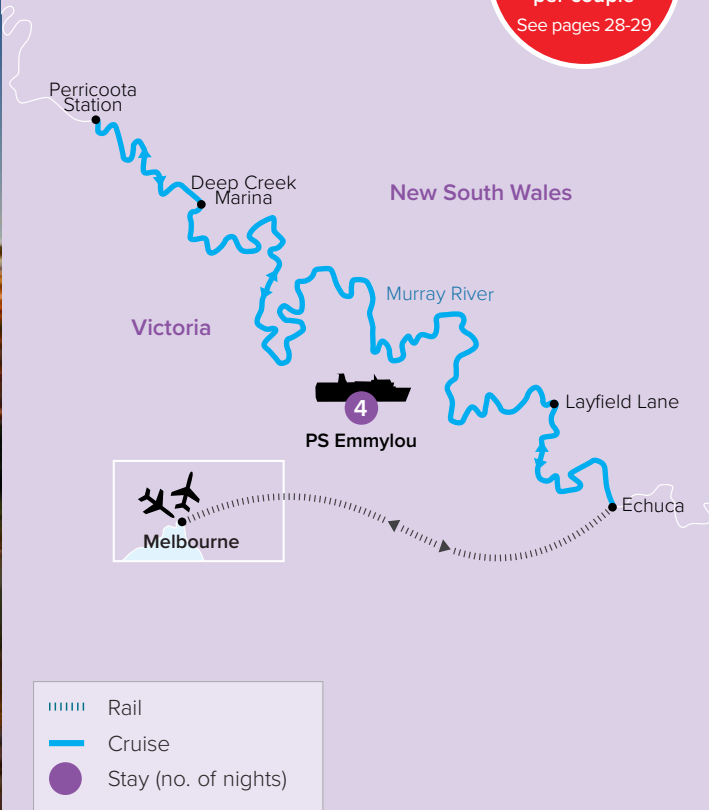 See pages 28-29
Perricoota
Station
Deep Creek
Marina
New South Wales
Murray River
Victoria
4
PS Emmylou
Layfield Lane
Echuca
Melbourne
Rail
Cruise
Stay (no. of nights)